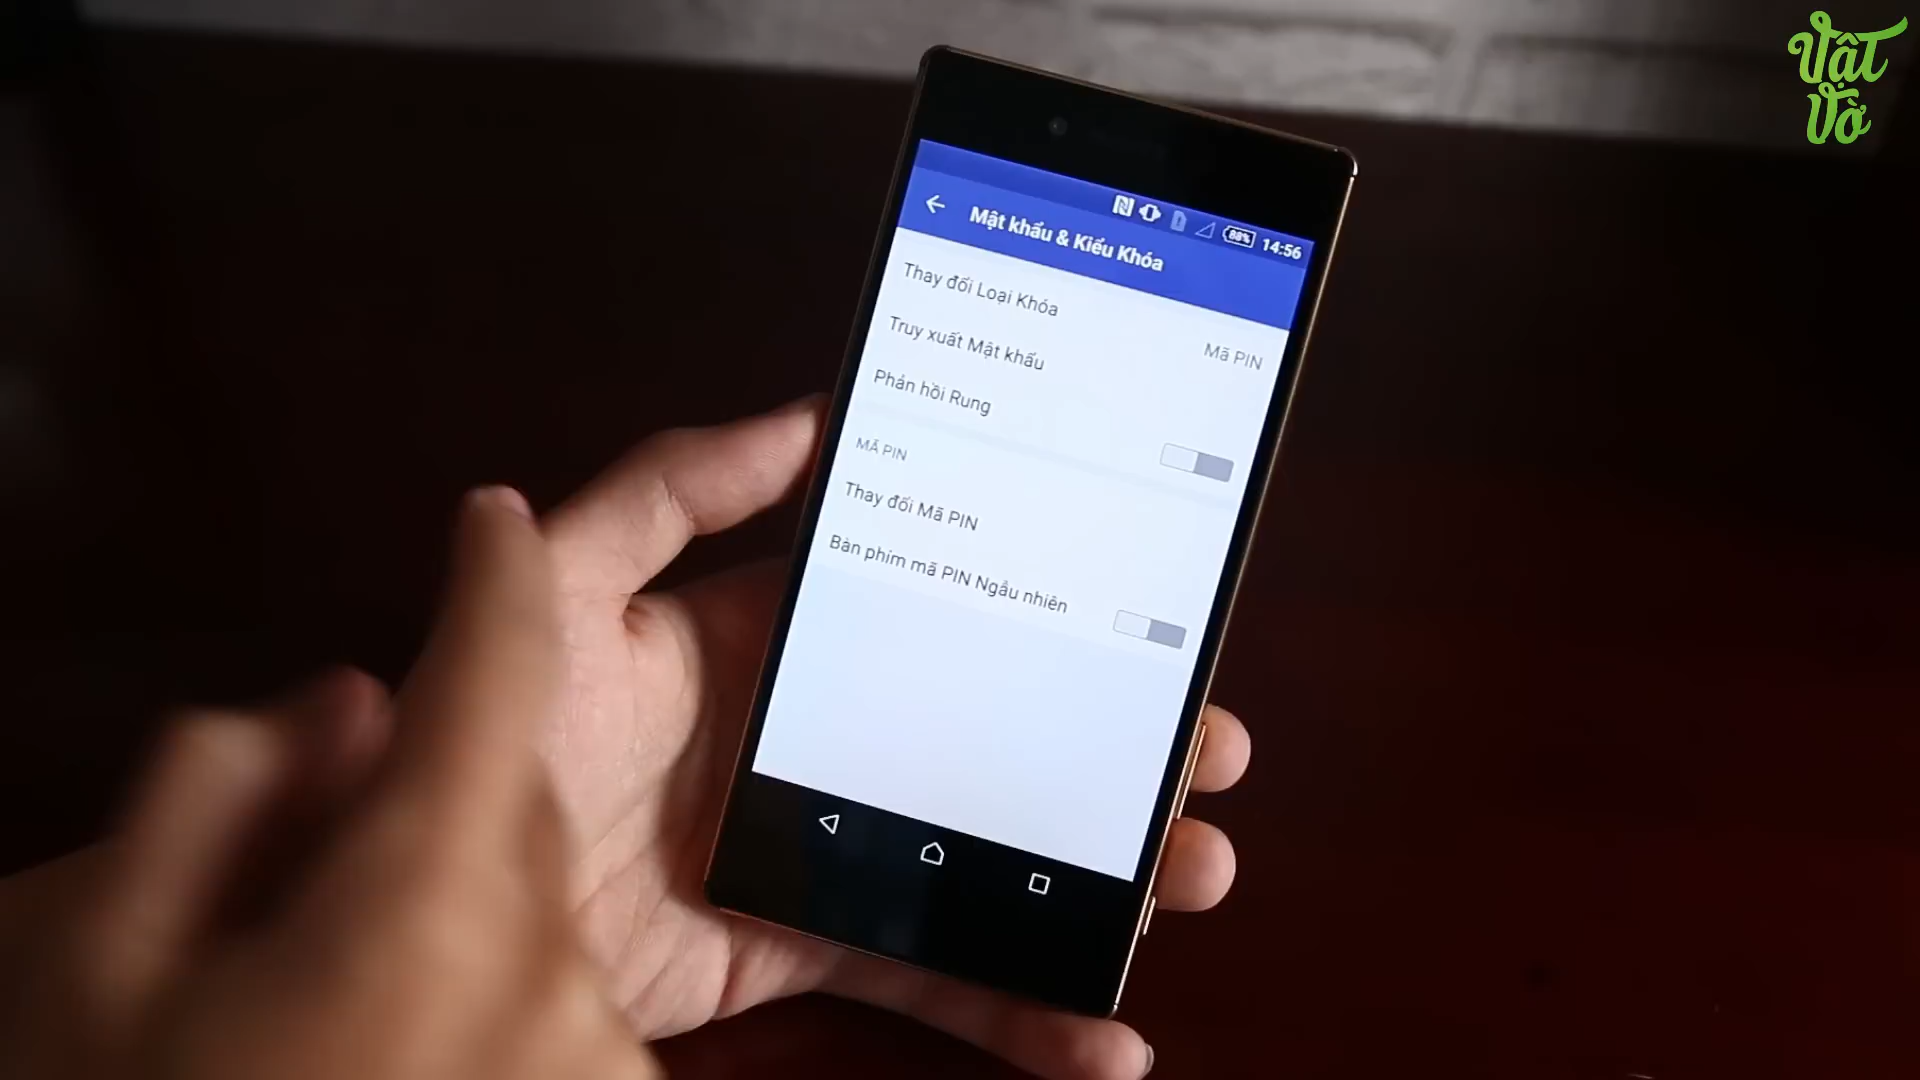 Vật
Vờ
88% 14:56
Mật khẩu & Kiểu Khóa
Thay đổi Loại Khóa
Mã PIN
Truy xuất Mật khẩu
Phản hồi Rung
MÃ PIN
Thay đổi Mã PIN
Bàn phím mã PIN Ngẫu nhiên